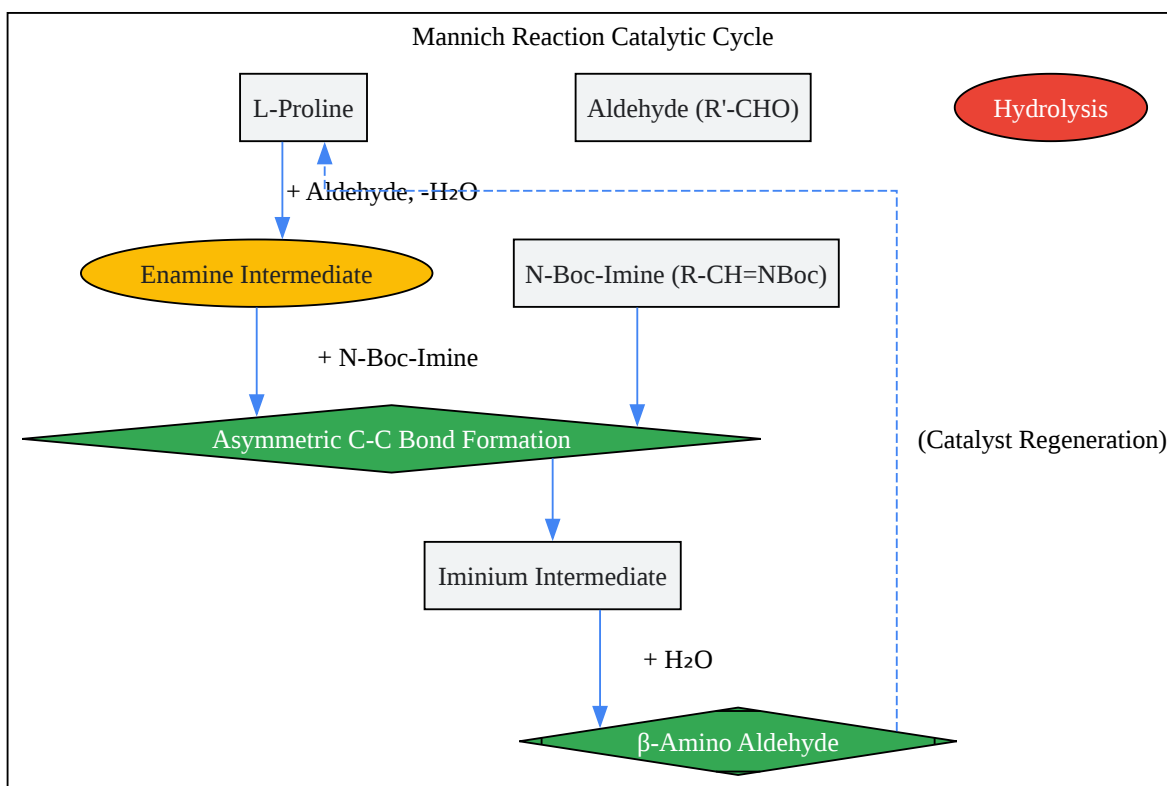 Mannich Reaction Catalytic Cycle
L-Proline
Aldehyde (R'-CHO)
Hydrolysis
+ Aldehyde, -H₂O
Enamine Intermediate
N-Boc-Imine (R-CH=NBoc)
+ N-Boc-Imine
Asymmetric C-C Bond Formation
(Catalyst Regeneration)
Iminium Intermediate
+ H₂O
β-Amino Aldehyde